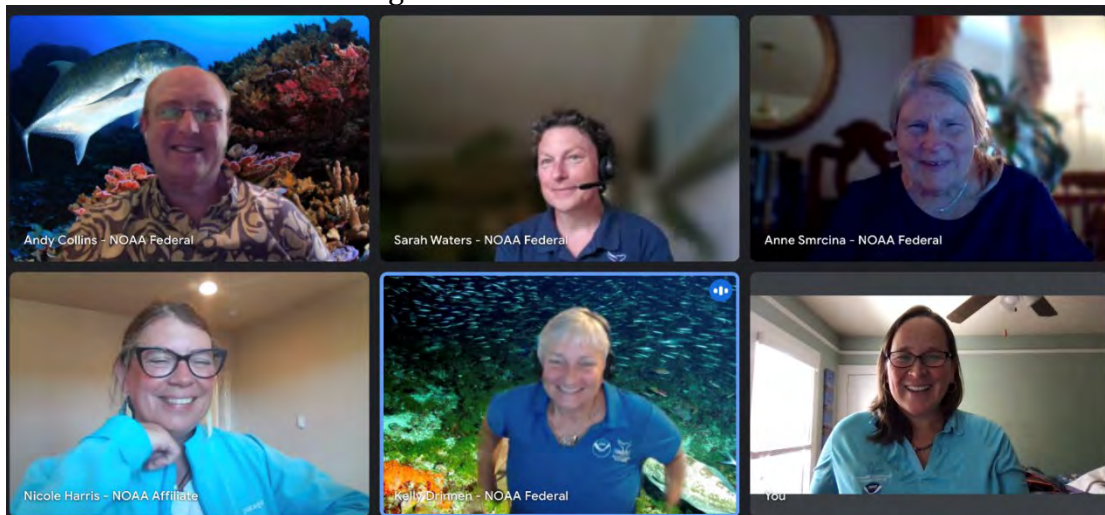 Andy Collins - NOAA Federal
Sarah Waters - NOAA Federal
Anne Smrcina - NOAA Federal
Nicole Harris - NOAA Affiliate
Kelly Drinnen - NOAA Federal
You